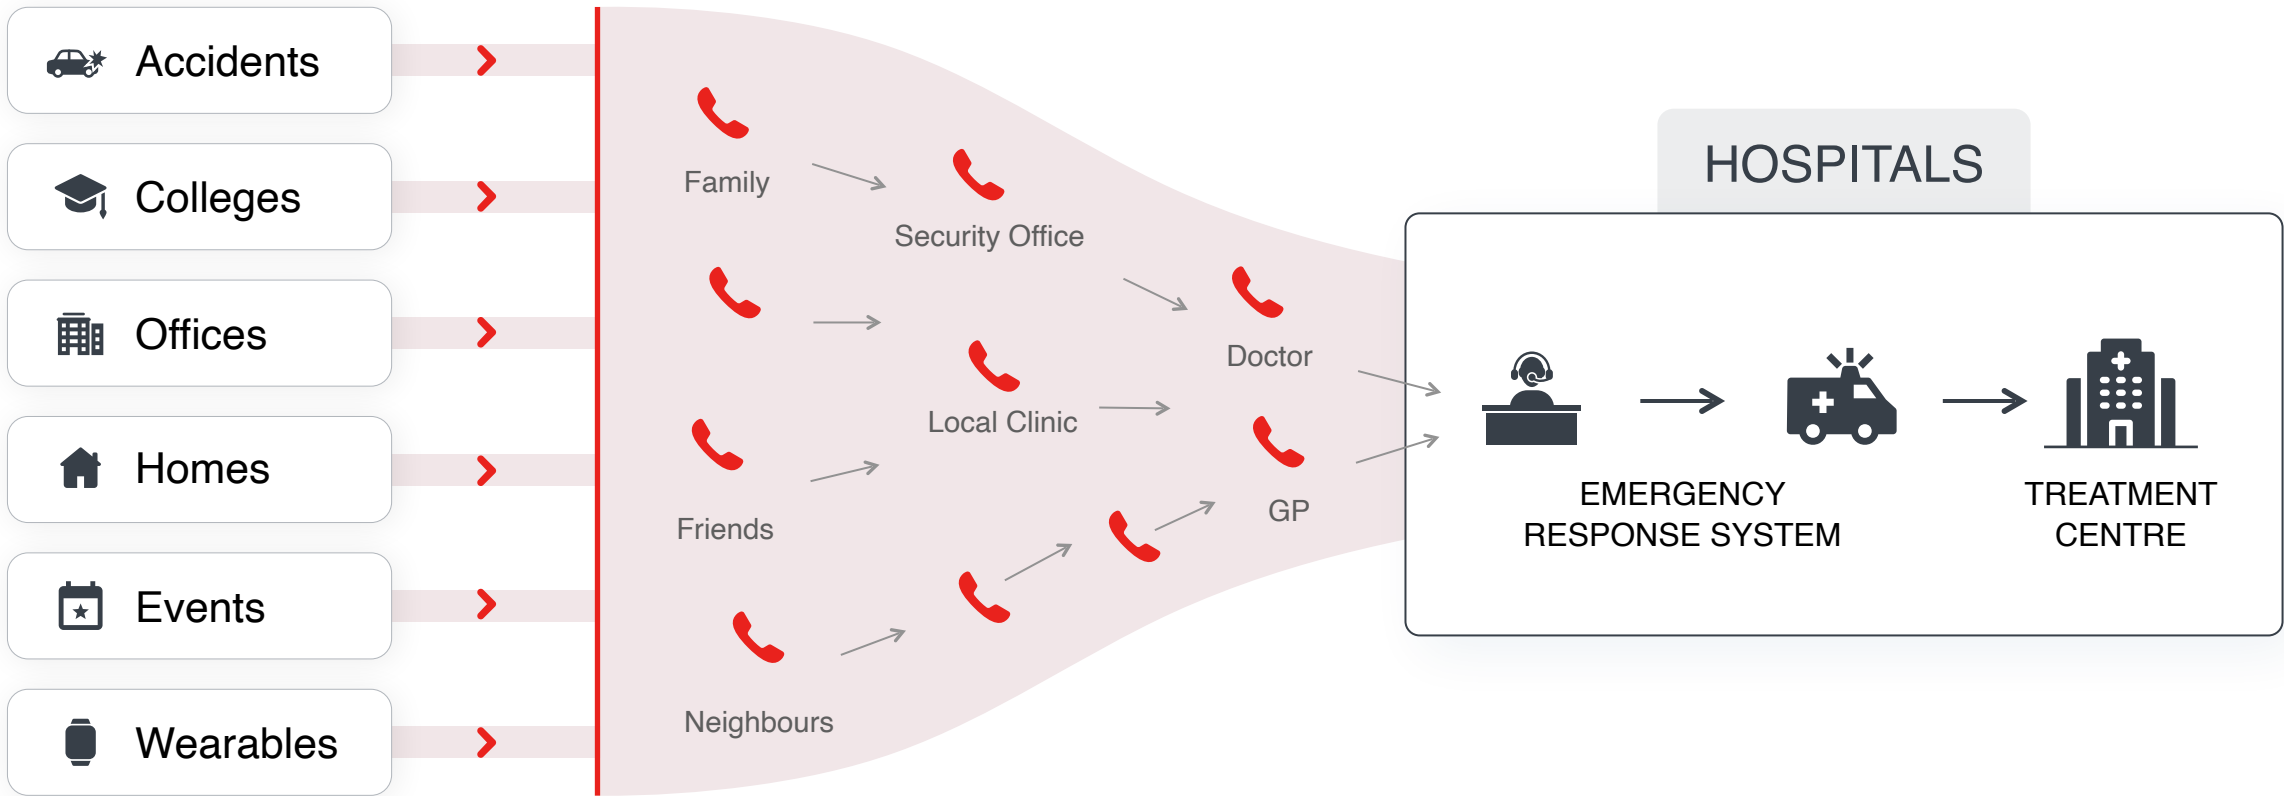 Accidents
Colleges
Offices
Homes
Events
Wearables
Family
Security Office
Local Clinic
Friends
Neighbours
Doctor
GP
HOSPITALS
EMERGENCY
RESPONSE SYSTEM
TREATMENT
CENTRE